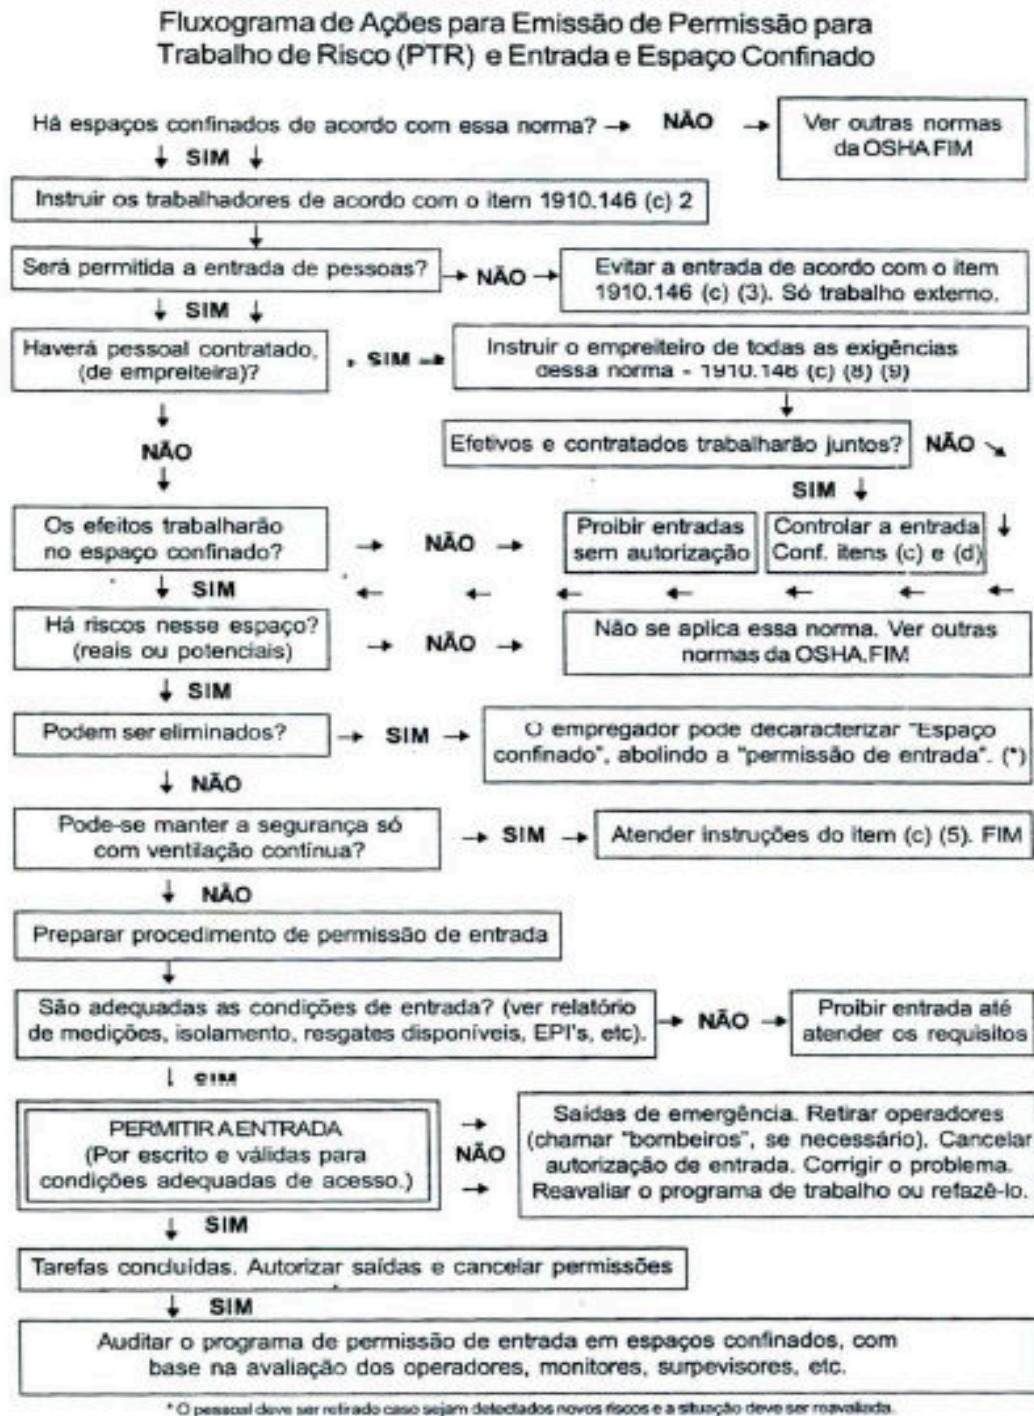 Fluxograma de Ações para Emissão de Permissão para
Trabalho de Risco (PTR) e Entrada e Espaço Confinado
Há espaços confinados de acordo com essa norma? → NÃO →
Ver outras normas
da OSHA FIM
↓ SIM ↓
Instruir os trabalhadores de acordo com o item 1910.146 (c) 2
Será permitida a entrada de pessoas? → NÃO →
Evitar a entrada de acordo com o item
1910.146 (c) (3). Só trabalho externo.
↓ SIM ↓
Haverá pessoal contratado,
(de empreiteira)?
SIM →
Instruir o empreiteiro de todas as exigências
dessa norma - 1910.146 (c) (8) (9)
Efetivos e contratados trabalharão juntos? NÃO ↘
↓ NÃO ↓
SIM ↓
Os efeitos trabalharão
no espaço confinado?
→ NÃO →
Proibir entradas
sem autorização
Controlar a entrada
Conf. itens (c) e (d)
↓ SIM
Há riscos nesse espaço?
(reais ou potenciais)
→ NÃO →
Não se aplica essa norma. Ver outras
normas da OSHA.FIM
↓ SIM
Podem ser eliminados? → SIM →
O empregador pode decaracterizar "Espaço
confinado", abolindo a "permissão de entrada". (*)
↓ NÃO
Pode-se manter a segurança só
com ventilação contínua?
→ SIM →
Atender instruções do item (c) (5). FIM
↓ NÃO
Preparar procedimento de permissão de entrada
São adequadas as condições de entrada? (ver relatório
de medições, isolamento, resgates disponíveis, EPI's, etc).
→ NÃO →
Proibir entrada até
atender os requisitos
↓ SIM
PERMITIR A ENTRADA
(Por escrito e válidas para
condições adequadas de acesso.)
→ NÃO →
Saídas de emergência. Retirar operadores
(chamar "bombeiros", se necessário). Cancelar
autorização de entrada. Corrigir o problema.
Reavaliar o programa de trabalho ou refazê-lo.
↓ SIM
Tarefas concluídas. Autorizar saídas e cancelar permissões
↓ SIM
Auditar o programa de permissão de entrada em espaços confinados, com
base na avaliação dos operadores, monitores, surpevisores, etc.
* O pessoal deve ser retirado caso sejam detectados novos riscos e a situação deve ser reavaliada.